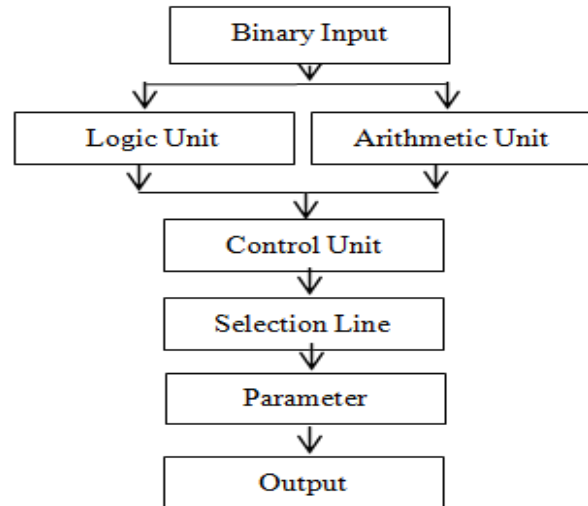 Binary Input
Logic Unit
Arithmetic Unit
Control Unit
Selection Line
Parameter
Output